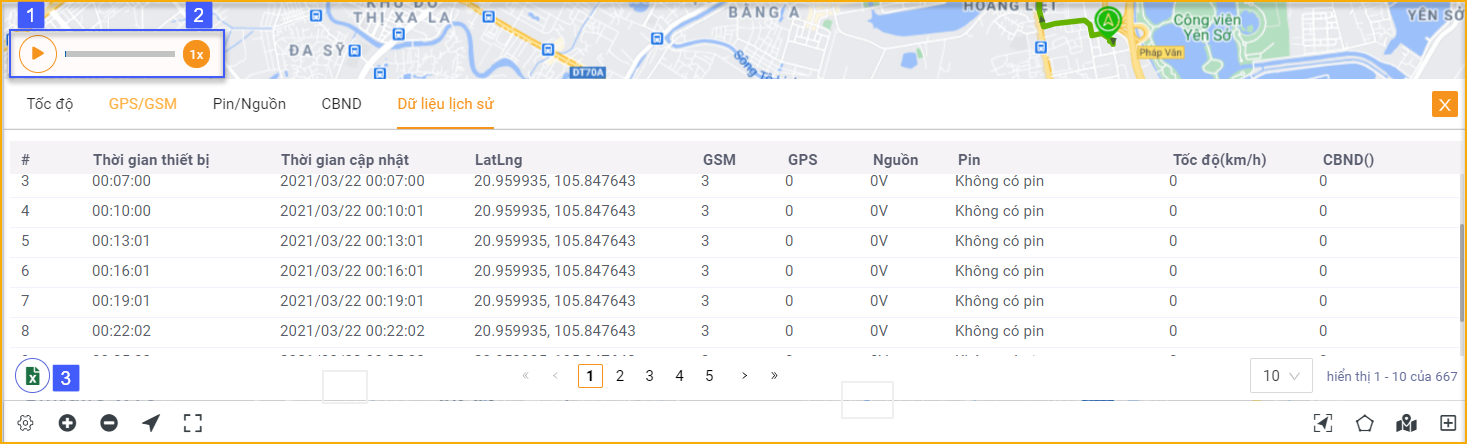 1
2
KHU ĐÔ
THỊ XA LA
BẰNG A
HOÀNG LIỆT
A
Công viên
Yên Sở
YÊN SỞ
1x
ĐA SỸ
Pháp Vân
Sông Tô
DT70A
Tốc độ GPS/GSM Pin/Nguồn CBND Dữ liệu lịch sử X
# Thời gian thiết bị Thời gian cập nhật LatLng GSM GPS Nguồn Pin Tốc độ(km/h) CBND()
3 00:07:00 2021/03/22 00:07:00 20.959935, 105.847643 3 0 0V Không có pin 0 0
4 00:10:00 2021/03/22 00:10:01 20.959935, 105.847643 3 0 0V Không có pin 0 0
5 00:13:01 2021/03/22 00:13:01 20.959935, 105.847643 3 0 0V Không có pin 0 0
6 00:16:01 2021/03/22 00:16:01 20.959935, 105.847643 3 0 0V Không có pin 0 0
7 00:19:01 2021/03/22 00:19:01 20.959935, 105.847643 3 0 0V Không có pin 0 0
8 00:22:02 2021/03/22 00:22:02 20.959935, 105.847643 3 0 0V Không có pin 0 0
3 « ‹ 1 2 3 4 5 › » 10 hiển thị 1 - 10 của 667